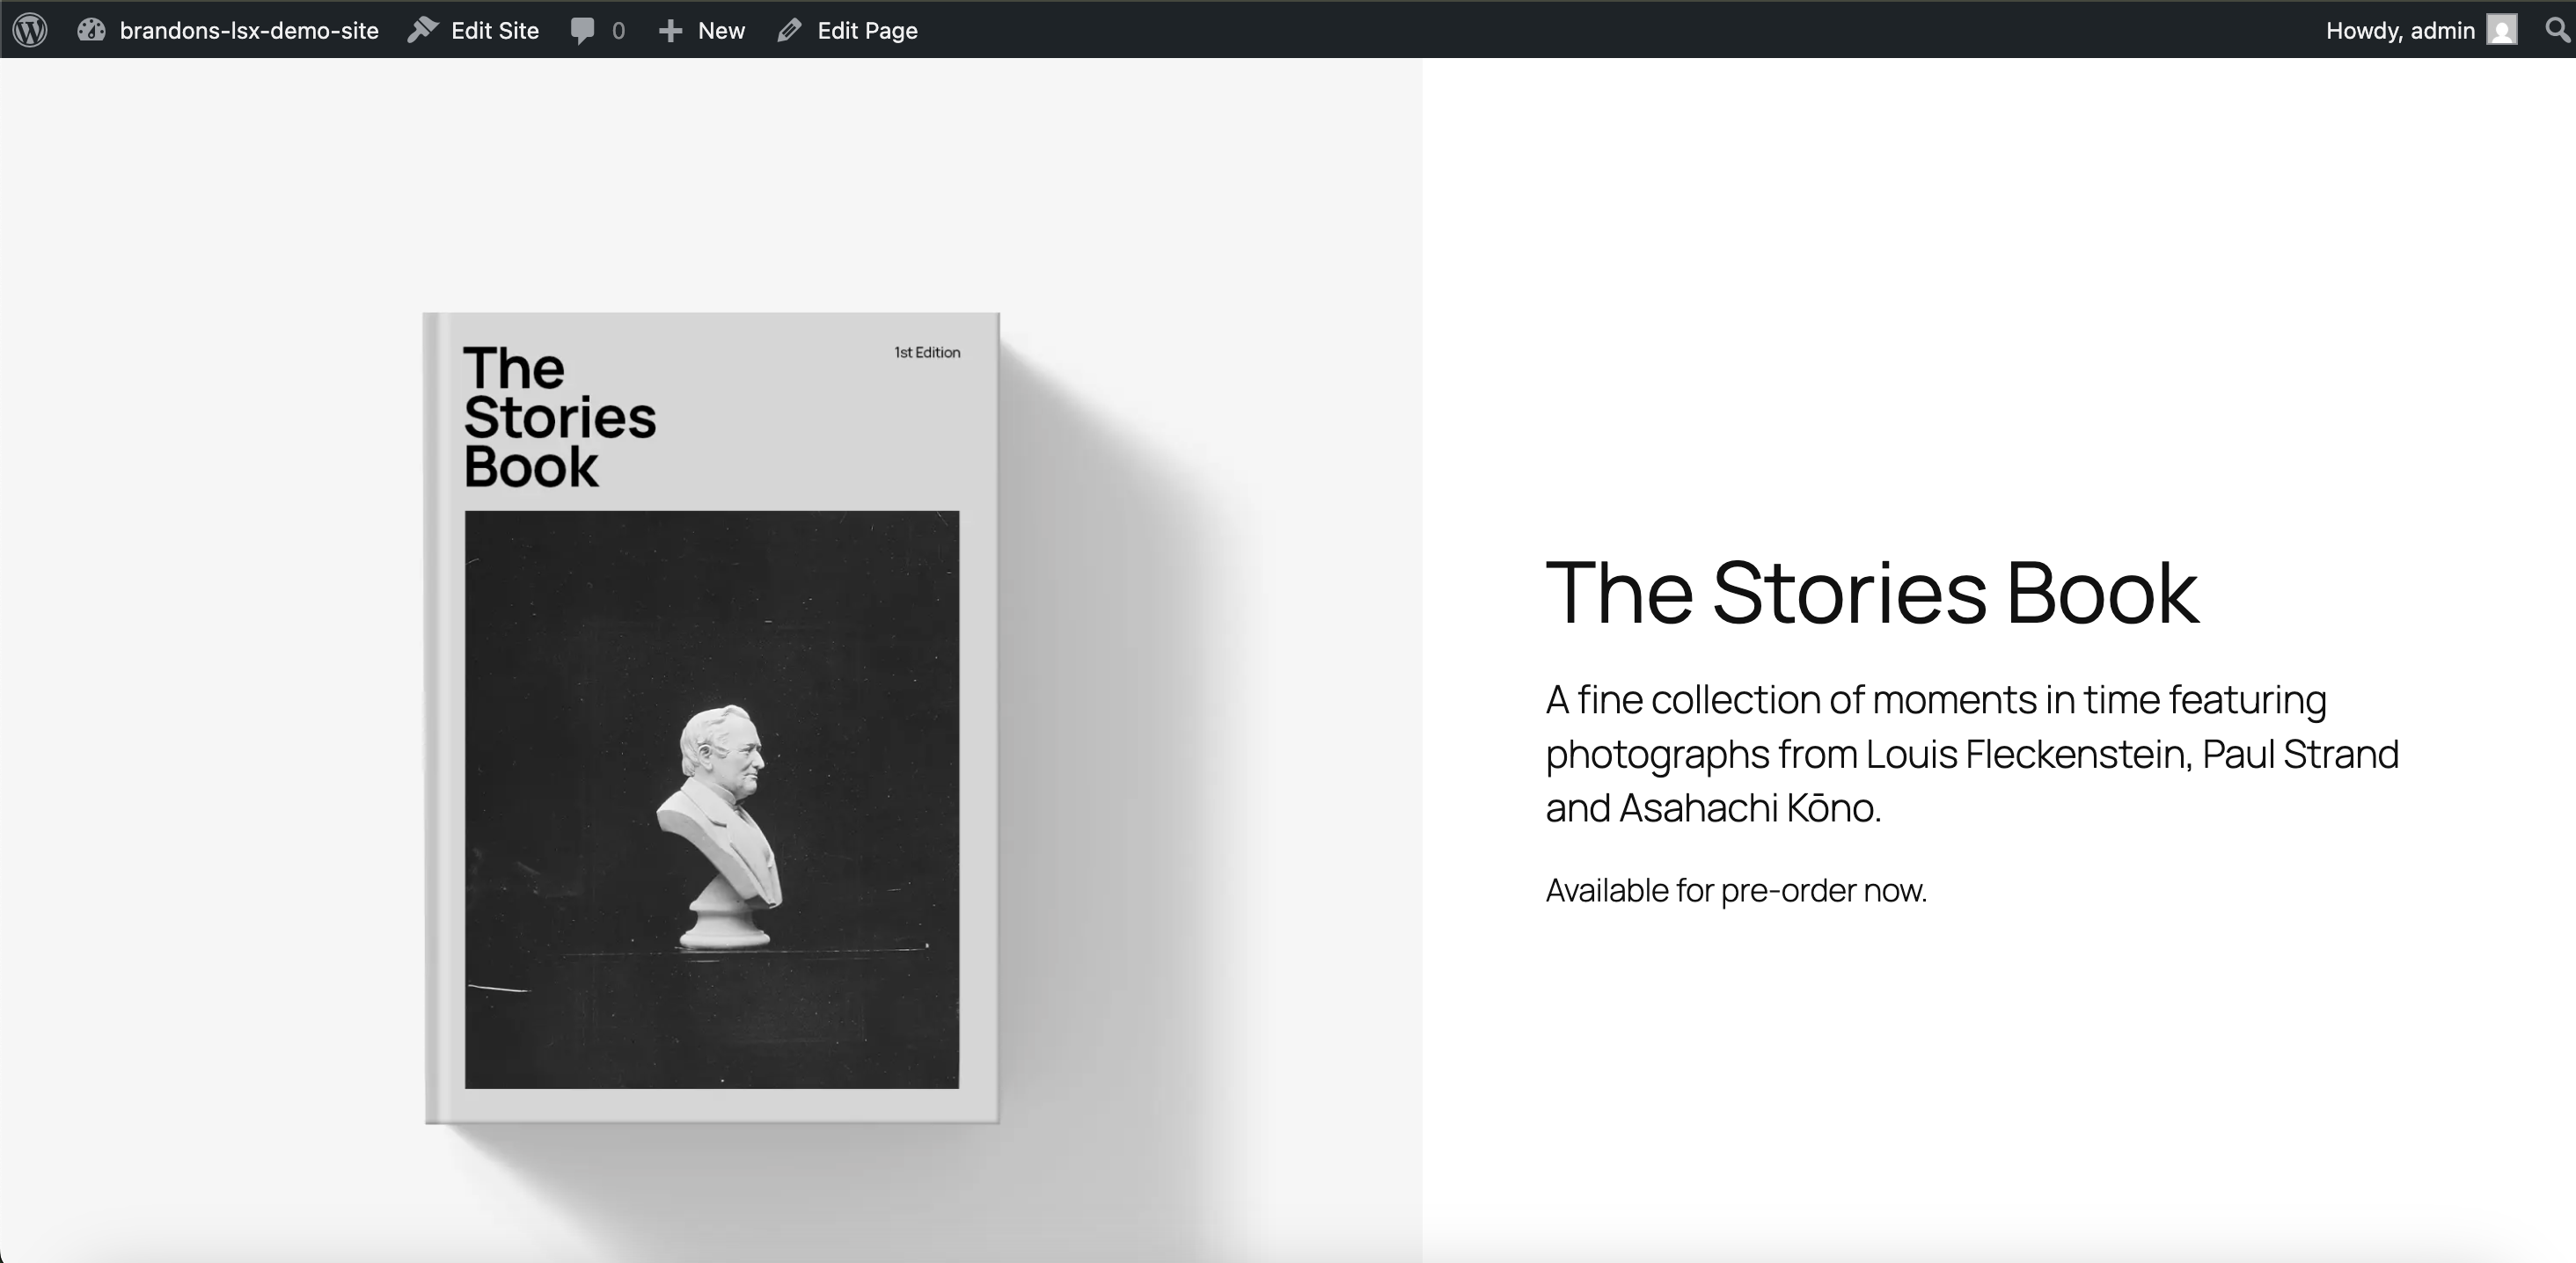 brandons-lsx-demo-site Edit Site 0 New Edit Page Howdy, admin
The
Stories
Book
1st Edition
The Stories Book
A fine collection of moments in time featuring
photographs from Louis Fleckenstein, Paul Strand
and Asahachi Kōno.
Available for pre-order now.